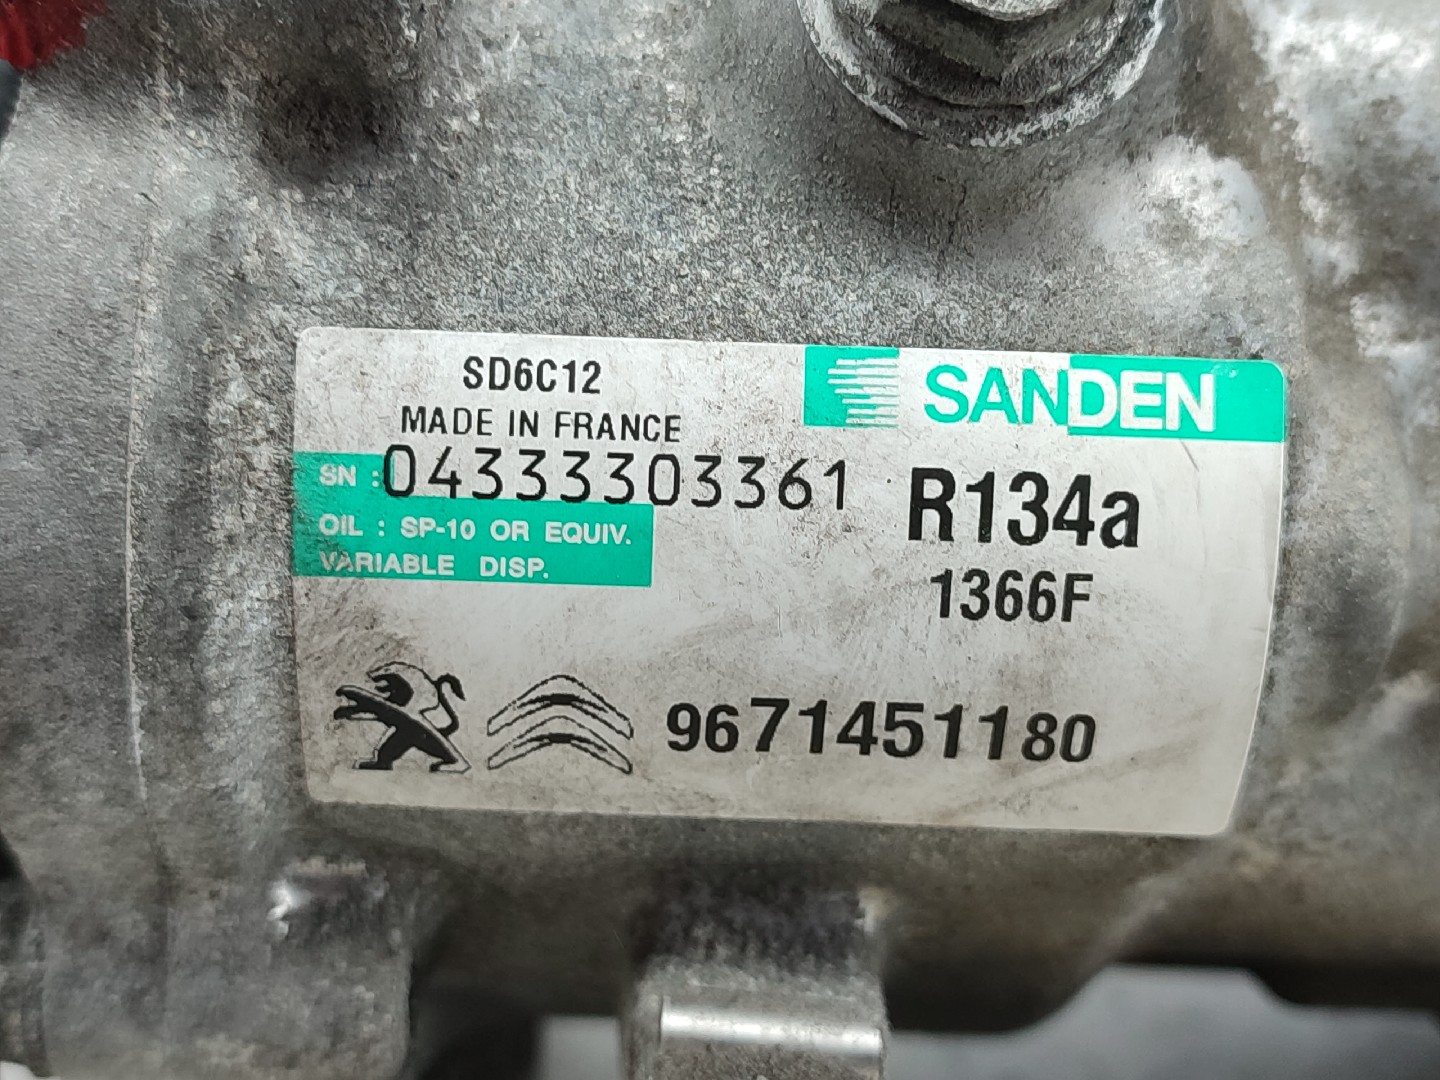 SD6C12
MADE IN FRANCE
SANDEN
SN : 04333303361
R134a
OIL : SP-10 OR EQUIV.
VARIABLE DISP.
1366F
9671451180